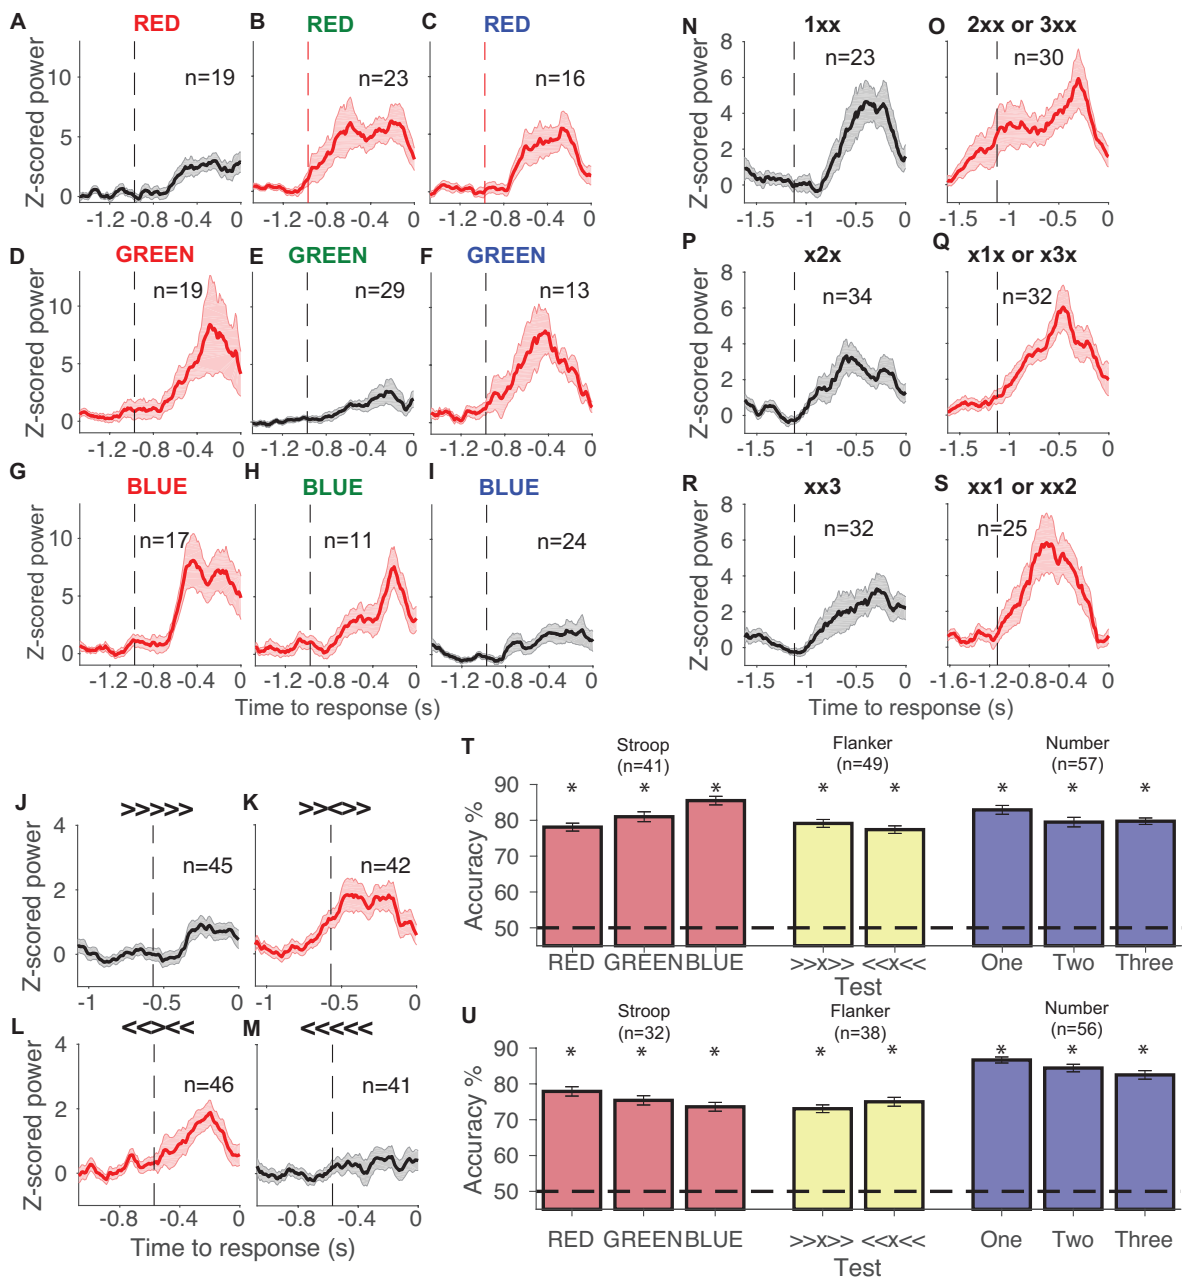 A RED
B RED
C RED
Z-scored power
10
5
0
n=19
n=23
n=16
-1.2 -0.8 -0.4 0
-1.2 -0.8 -0.4 0
-1.2 -0.8 -0.4 0
D GREEN
E GREEN
F GREEN
Z-scored power
10
5
0
n=19
n=29
n=13
-1.2 -0.8 -0.4 0
-1.2 -0.8 -0.4 0
-1.2 -0.8 -0.4 0
G BLUE
H BLUE
I BLUE
Z-scored power
10
5
0
n=17
n=11
n=24
-1.2 -0.8 -0.4 0
-1.2 -0.8 -0.4 0
-1.2 -0.8 -0.4 0
Time to response (s)
J >>>>>
K >><>>
Z-scored power
4
2
0
n=45
n=42
-1 -0.5 0
-1 -0.5 0
L <<><<
M <<<<<
Z-scored power
4
2
0
n=46
n=41
-0.8 -0.4 0
-0.8 -0.4 0
Time to response (s)
N 1xx
O 2xx or 3xx
Z-scored power
8
6
4
2
0
n=23
n=30
-1.5 -1 -0.5 0
-1.5 -1 -0.5 0
P x2x
Q x1x or x3x
Z-scored power
8
6
4
2
0
n=34
n=32
-1.5 -1 -0.5 0
-1.5 -1 -0.5 0
R xx3
S xx1 or xx2
Z-scored power
8
6
4
2
0
n=32
n=25
-1.5 -1 -0.5 0
-1.6 -1.2 -0.8 -0.4 0
Time to response (s)
T
Stroop
(n=41)
Flanker
(n=49)
Number
(n=57)
* * * * * * * *
Accuracy %
90
80
70
60
50
RED GREEN BLUE >>x>> <<x<< One Two Three
Test
U
Stroop
(n=32)
Flanker
(n=38)
Number
(n=56)
* * * * * * * *
Accuracy %
90
80
70
60
50
RED GREEN BLUE >>x>> <<x<< One Two Three
Test